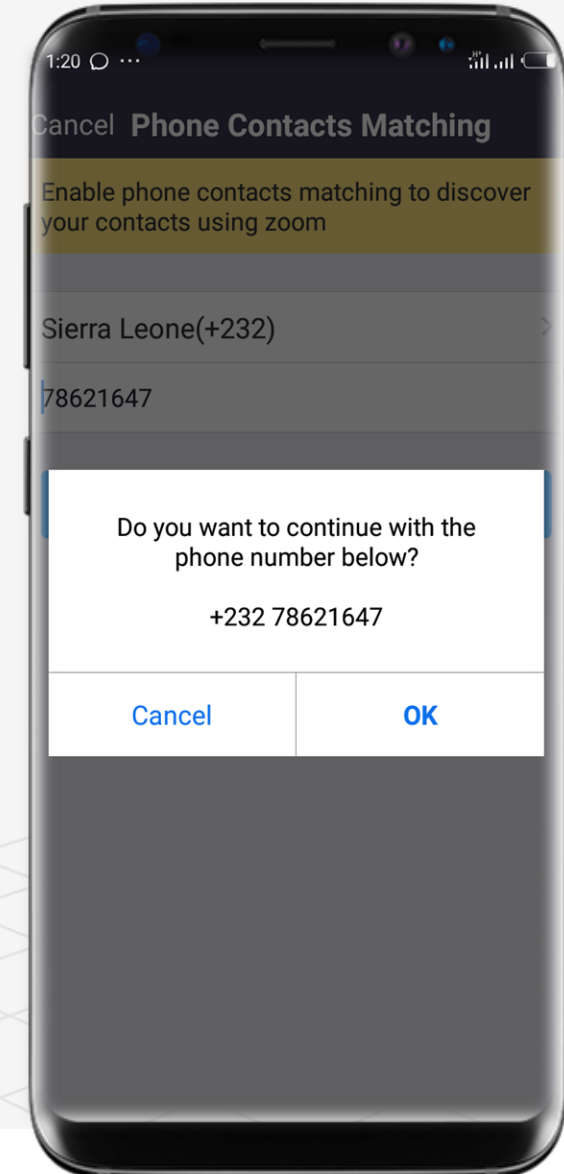 1:20
Cancel Phone Contacts Matching
Enable phone contacts matching to discover
your contacts using zoom
Sierra Leone(+232)
78621647
Do you want to continue with the
phone number below?
+232 78621647
Cancel OK